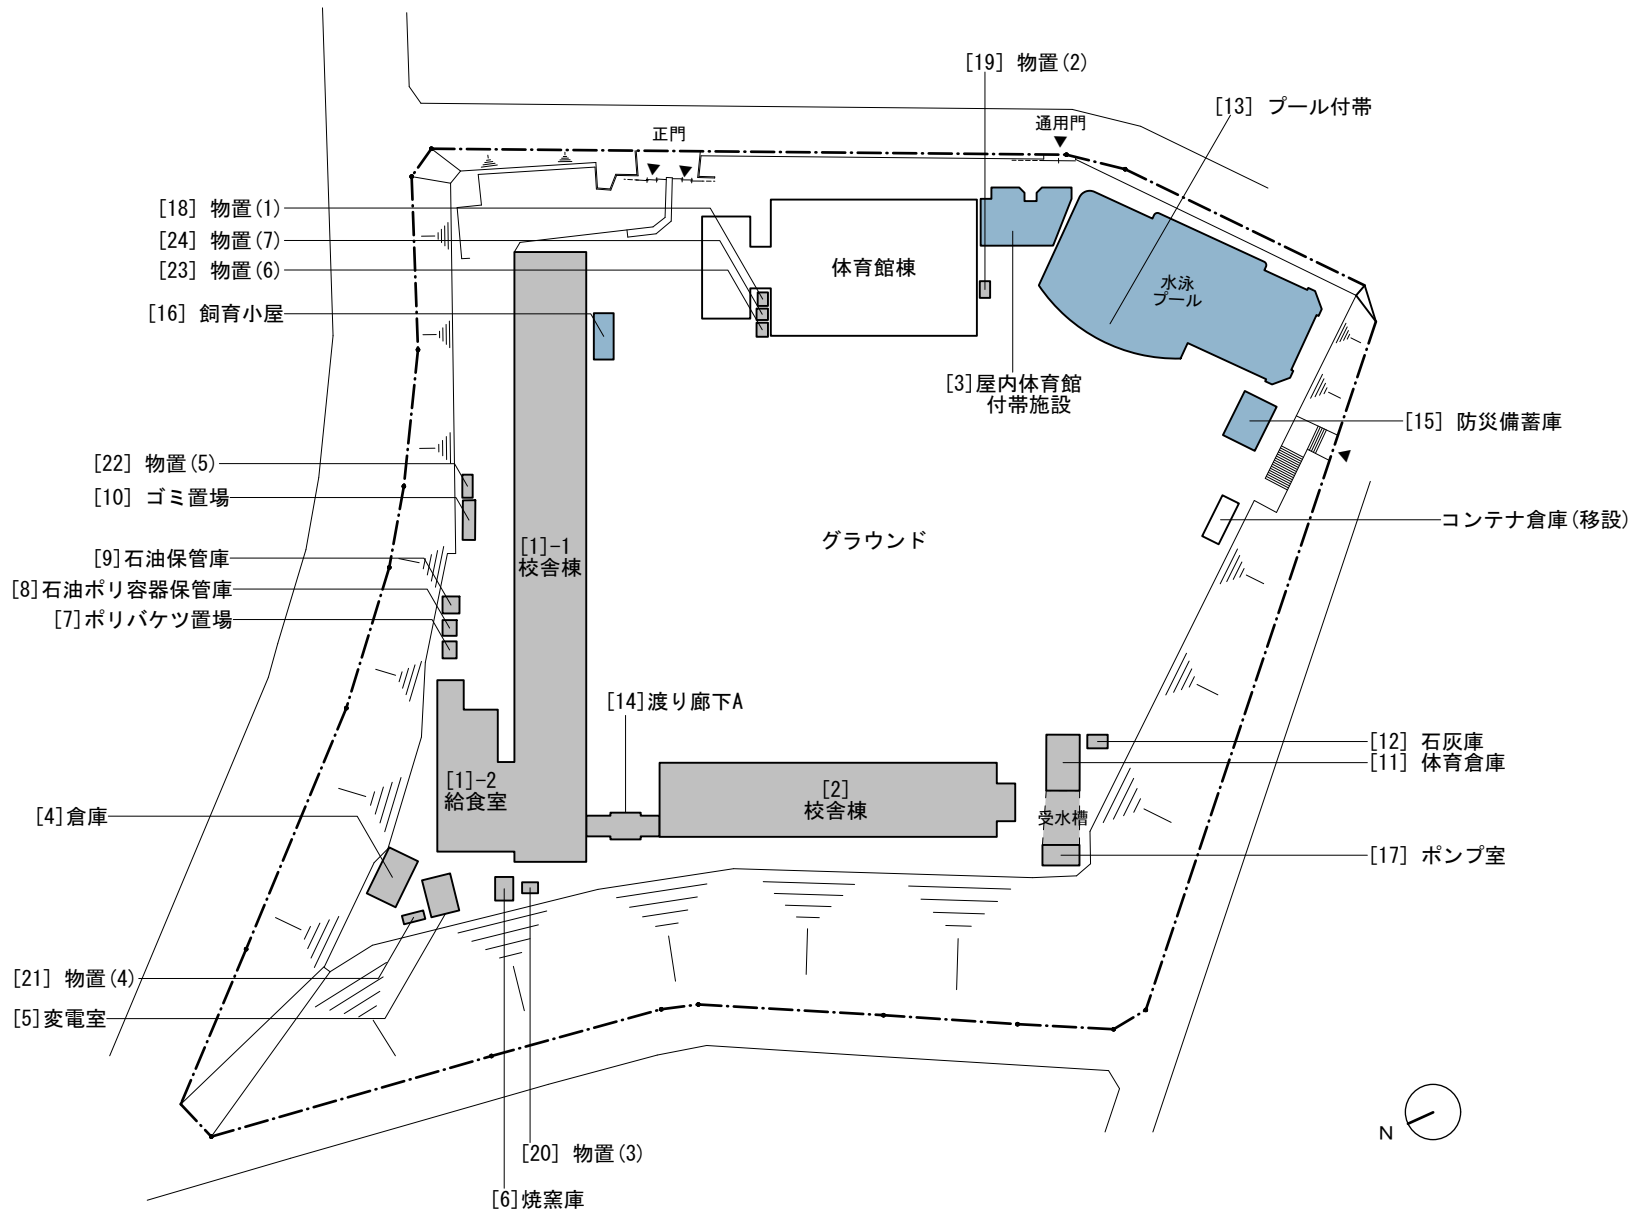 [19] 物置(2)
[13] プール付帯
通用門
正門
[18] 物置(1)
[24] 物置(7)
[23] 物置(6)
[16] 飼育小屋
体育館棟
水泳
プール
[3]屋内体育館
付帯施設
[15] 防災備蓄庫
[22] 物置(5)
[10] ゴミ置場
コンテナ倉庫(移設)
グラウンド
[1]-1
校舎棟
[9]石油保管庫
[8]石油ポリ容器保管庫
[7]ポリバケツ置場
[14]渡り廊下A
[12] 石灰庫
[11] 体育倉庫
[1]-2
給食室
[2]
校舎棟
[4]倉庫
受水槽
[17] ポンプ室
[21] 物置(4)
[5]変電室
N
[20] 物置(3)
[6]焼窯庫